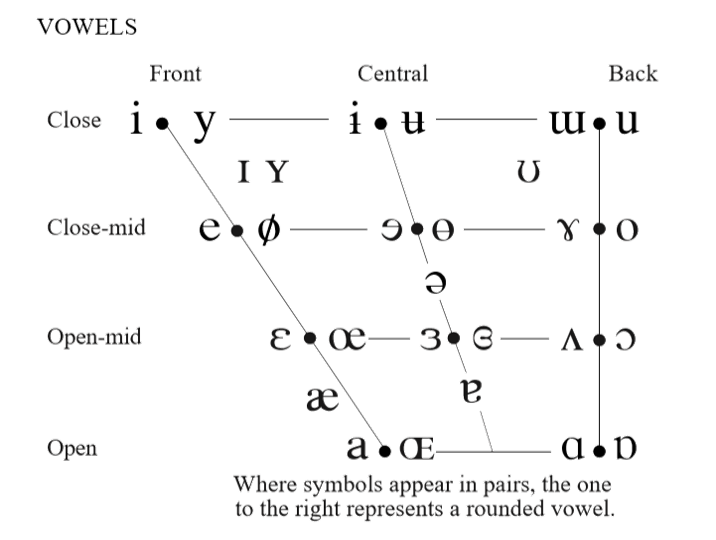 VOWELS
Front Central Back
Close i y ɨ ʉ ɯ u
ɪ ʏ ʊ
Close-mid e ø ɘ ɵ ɤ o
ə
Open-mid ɛ œ ɜ ɞ ʌ ɔ
æ ɐ
Open a ɶ ɑ ɒ
Where symbols appear in pairs, the one
to the right represents a rounded vowel.